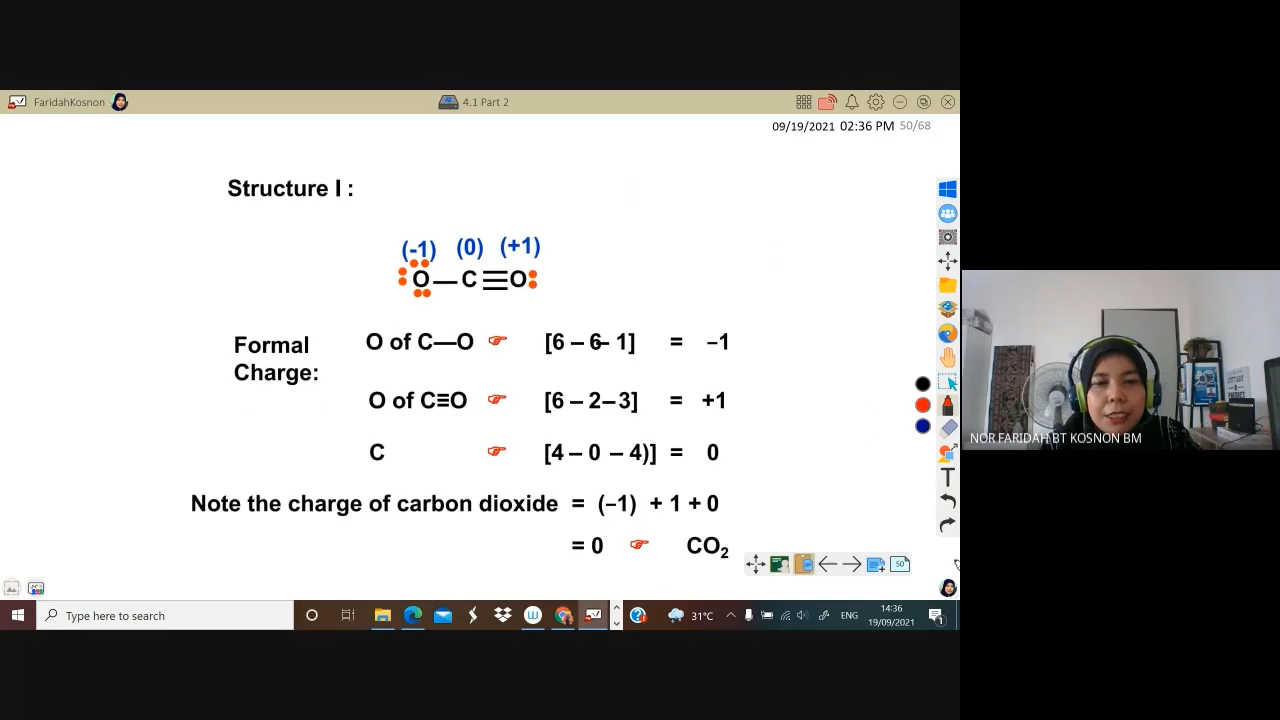 FaridahKosnon
4.1 Part 2
09/19/2021 02:36 PM 50/68
Structure I :
(-1) (0) (+1)
O — C ≡ O
Formal Charge:
O of C—O [6 – 6– 1] = –1
O of C≡O [6 – 2 – 3] = +1
C [4 – 0 – 4)] = 0
Note the charge of carbon dioxide = (–1) + 1 + 0
= 0 CO₂
NOR FARIDAH BT KOSNON BM
T
50
Type here to search
31°C
ENG
14:36
19/09/2021